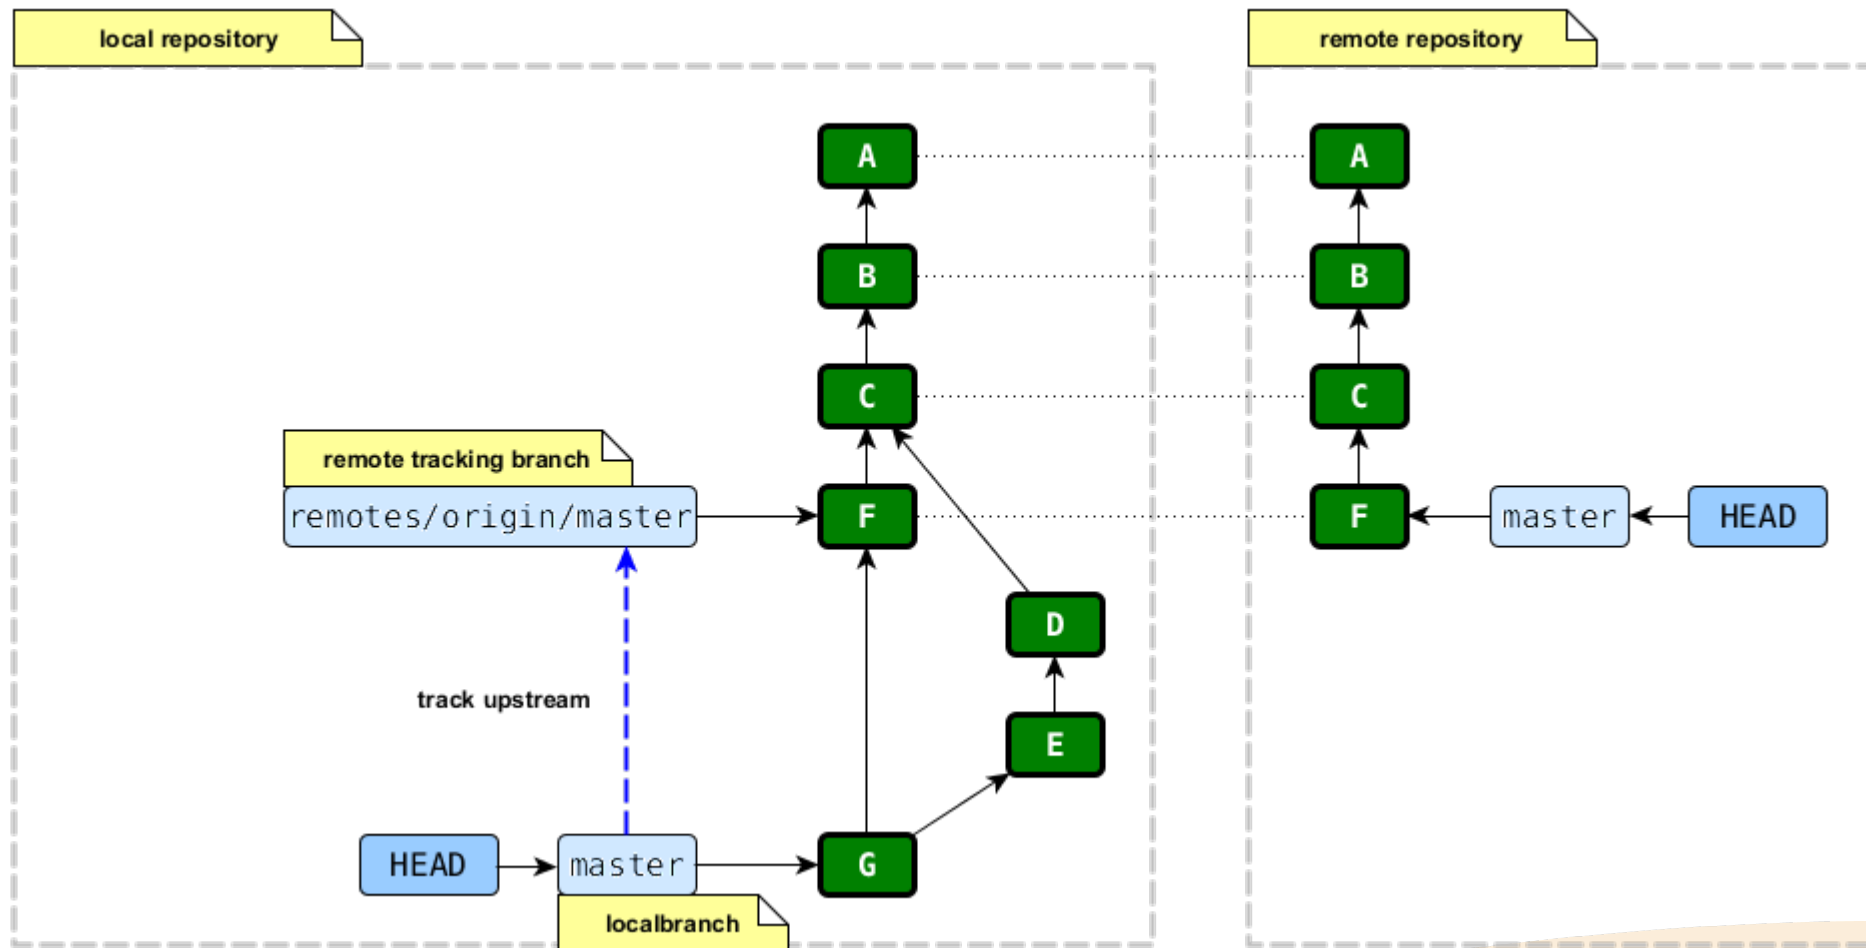 local repository
remote repository
A
A
B
B
C
C
remote tracking branch
remotes/origin/master
F
F
master
HEAD
D
track upstream
E
HEAD
master
G
localbranch